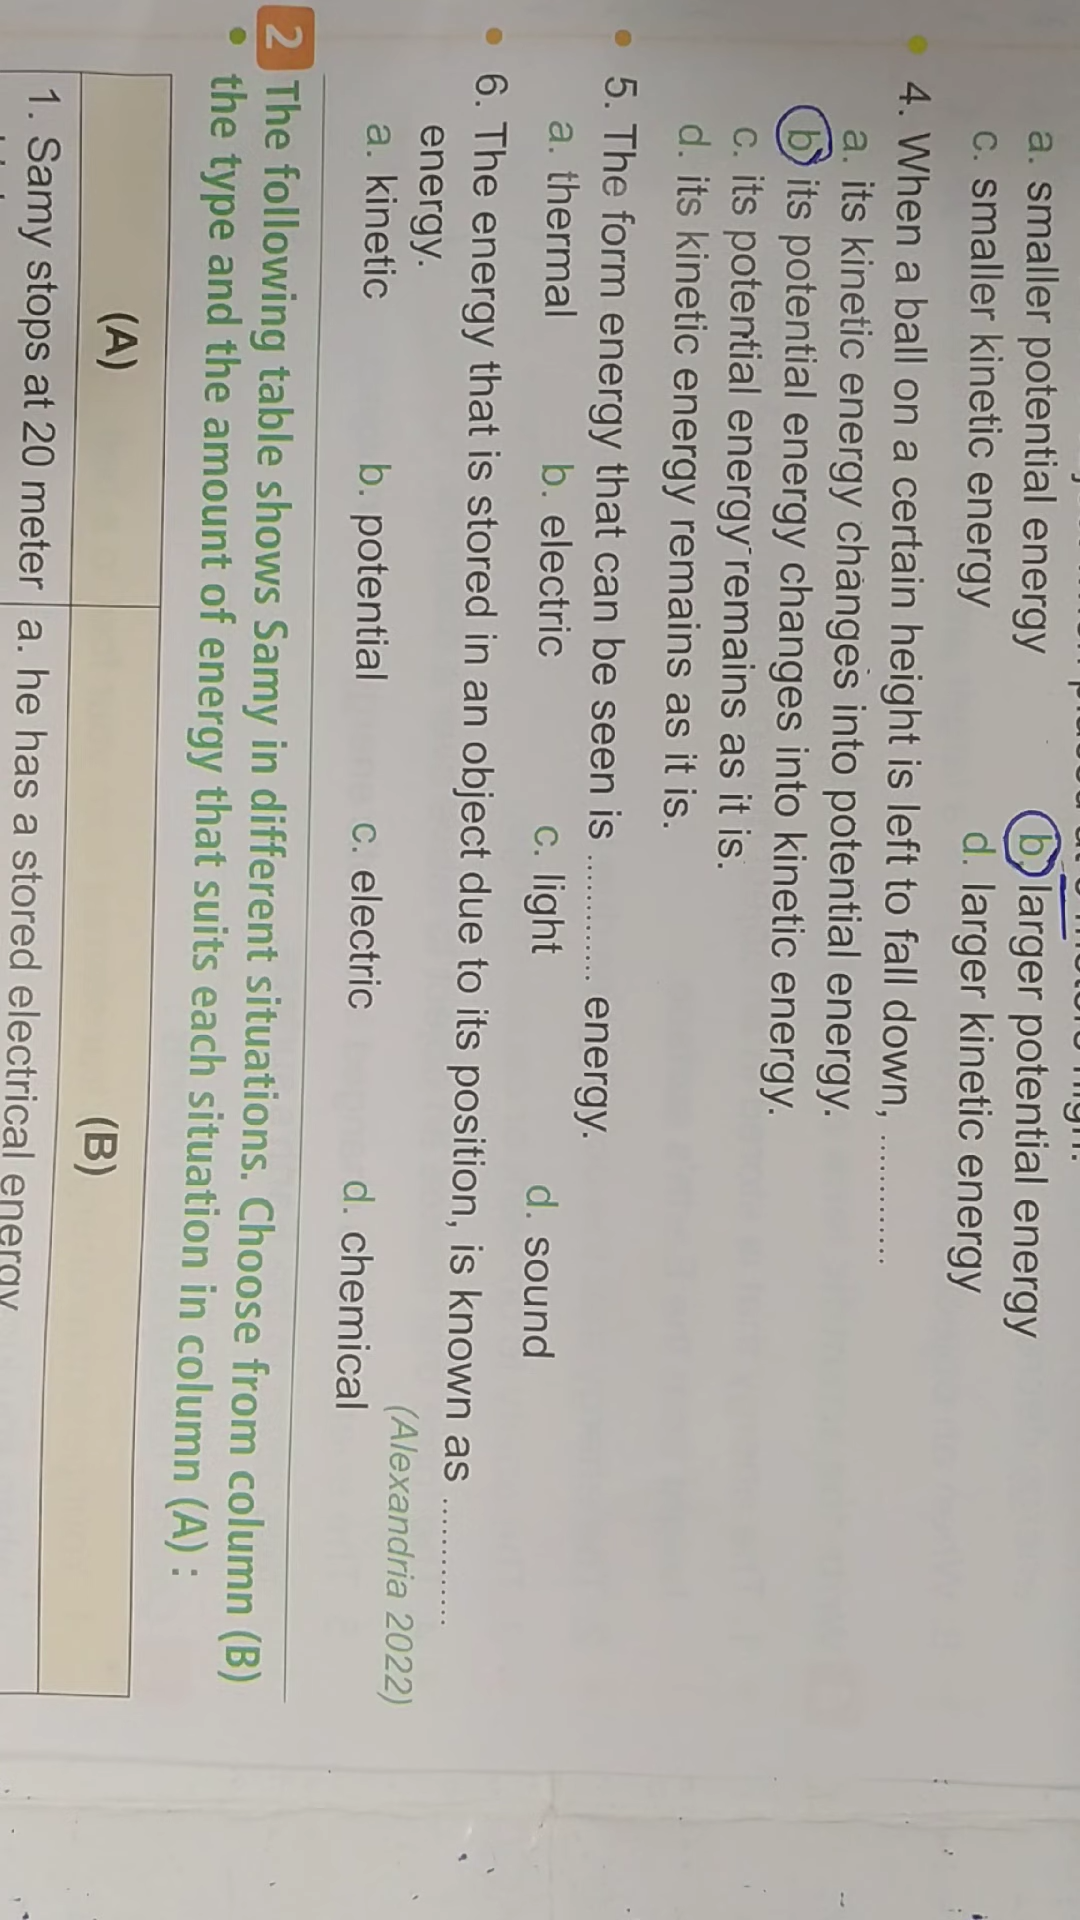 a. smaller potential energy b. larger potential energy
c. smaller kinetic energy d. larger kinetic energy
4. When a ball on a certain height is left to fall down, ............
a. its kinetic energy changes into potential energy.
b. its potential energy changes into kinetic energy.
c. its potential energy remains as it is.
d. its kinetic energy remains as it is.
5. The form energy that can be seen is ............ energy.
a. thermal b. electric c. light d. sound
6. The energy that is stored in an object due to its position, is known as ............
energy. (Alexandria 2022)
a. kinetic b. potential c. electric d. chemical
2 The following table shows Samy in different situations. Choose from column (B)
the type and the amount of energy that suits each situation in column (A) :
(A) (B)
1. Samy stops at 20 meter a. he has a stored electrical energy